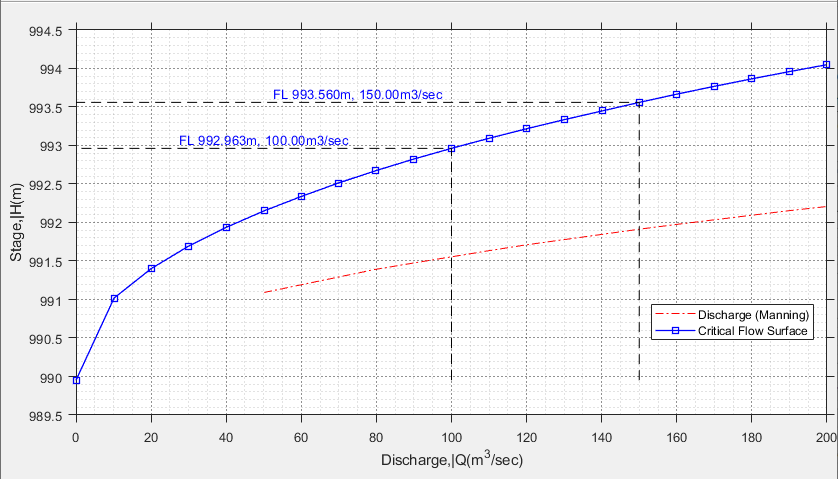 994.5
994
993.5
993
992.5
992
991.5
991
990.5
990
989.5
Stage,|H(m)
FL 993.560m, 150.00m3/sec
FL 992.963m, 100.00m3/sec
Discharge (Manning)
Critical Flow Surface
0 20 40 60 80 100 120 140 160 180 200
Discharge,|Q(m³/sec)